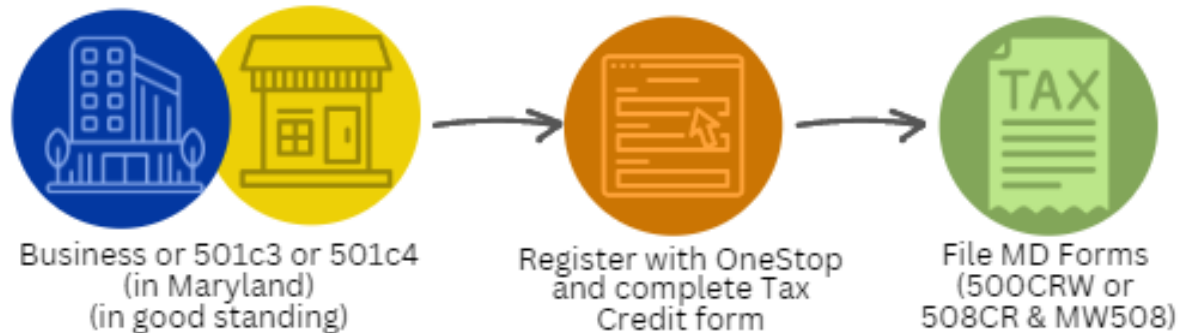 TAX
Business or 501c3 or 501c4
(in Maryland)
(in good standing)
Register with OneStop
and complete Tax
Credit form
File MD Forms
(500CRW or
508CR & MW508)